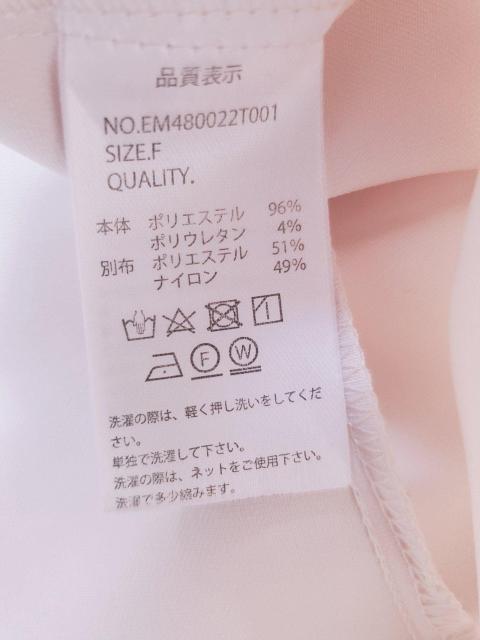 品質表示
NO.EM480022T001
SIZE.F
QUALITY.
本体 ポリエステル 96%
ポリウレタン 4%
別布 ポリエステル 51%
ナイロン 49%
F W
洗濯の際は、軽く押し洗いをしてくだ
さい。
単独で洗濯して下さい。
洗濯の際は、ネットをご使用下さい。
洗濯で多少縮みます。